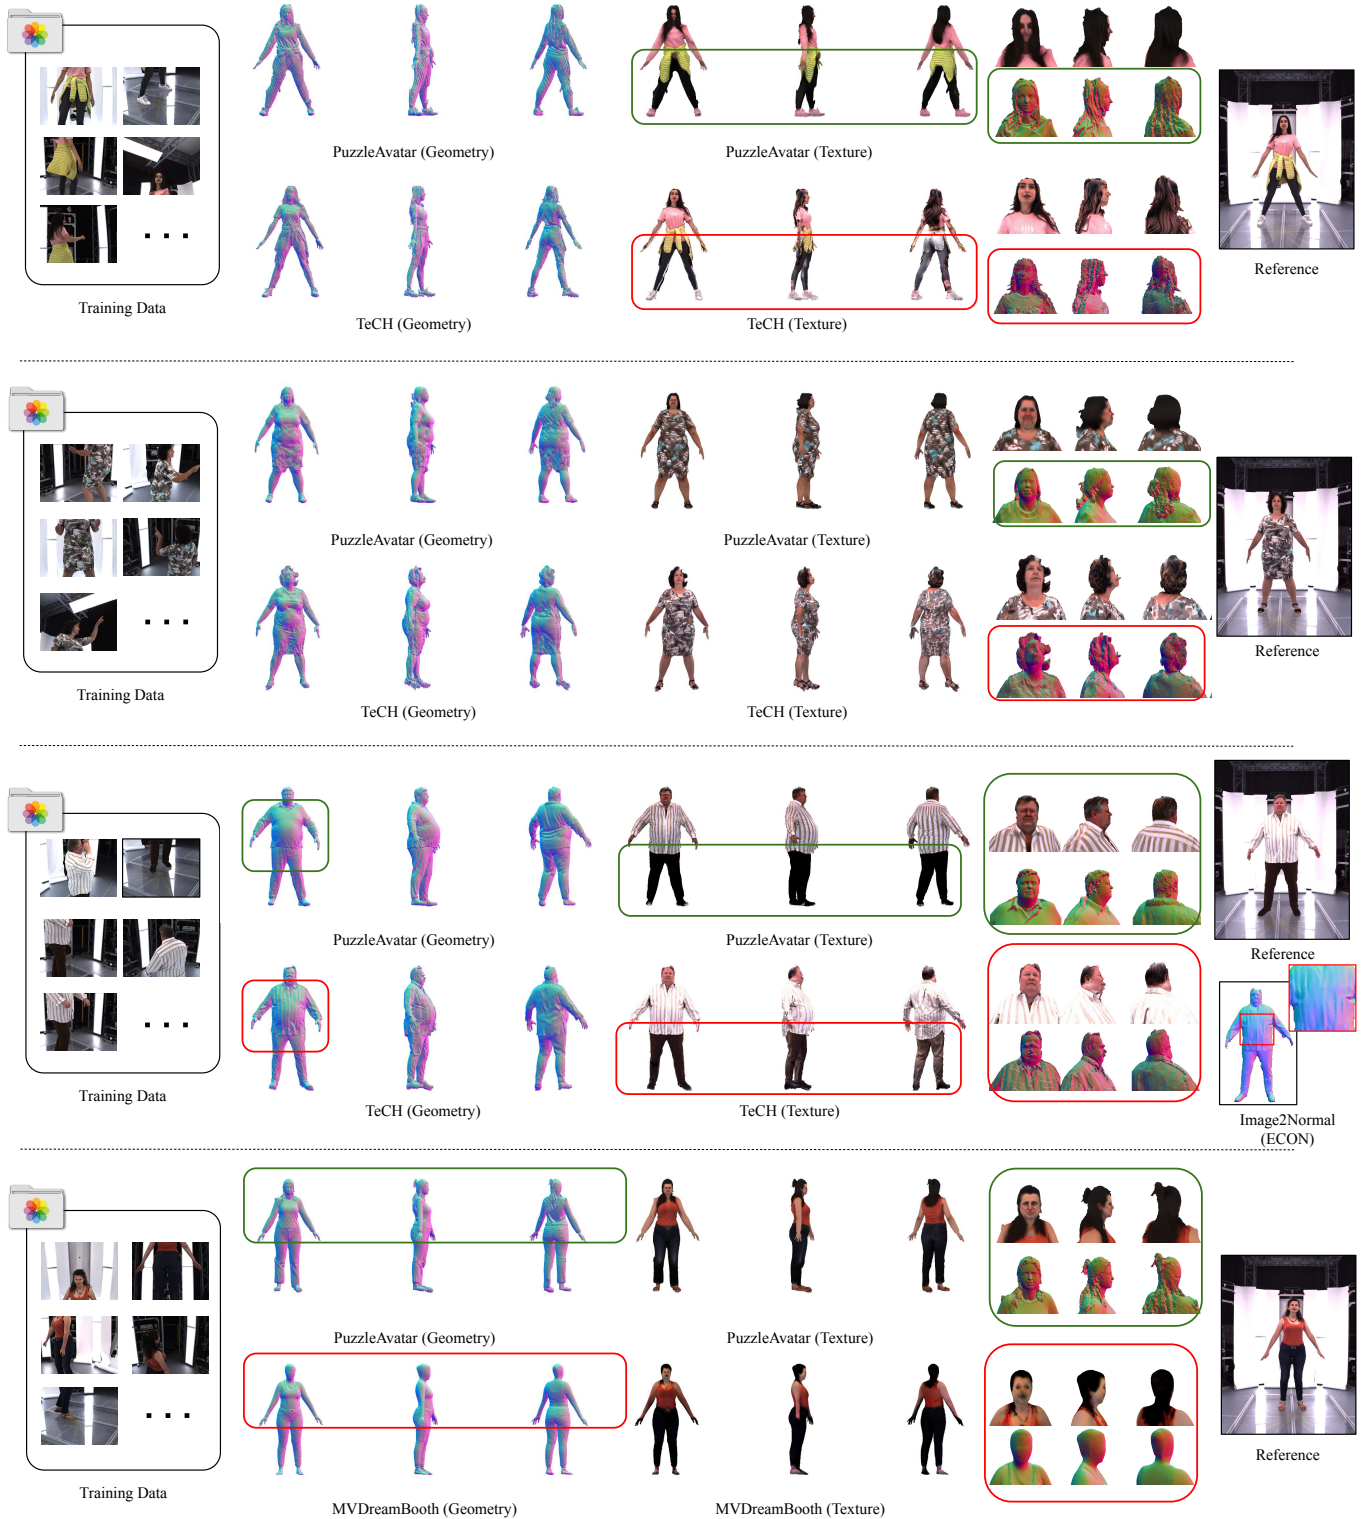 PuzzleAvatar (Geometry)
PuzzleAvatar (Texture)
Training Data
TeCH (Geometry)
TeCH (Texture)
Reference
PuzzleAvatar (Geometry)
PuzzleAvatar (Texture)
Training Data
TeCH (Geometry)
TeCH (Texture)
Reference
PuzzleAvatar (Geometry)
PuzzleAvatar (Texture)
Reference
Training Data
TeCH (Geometry)
TeCH (Texture)
Image2Normal
(ECON)
PuzzleAvatar (Geometry)
PuzzleAvatar (Texture)
Reference
Training Data
MVDreamBooth (Geometry)
MVDreamBooth (Texture)